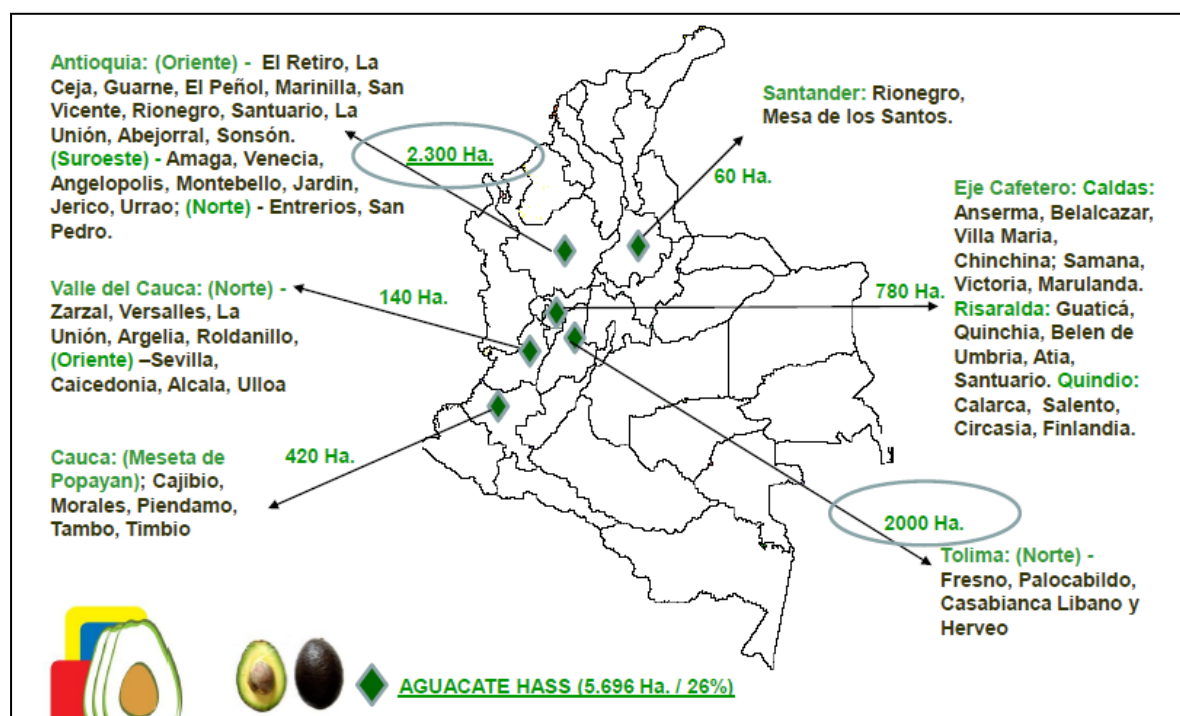 Antioquia: (Oriente) - El Retiro, La
Ceja, Guarne, El Peñol, Marinilla, San
Vicente, Rionegro, Santuario, La
Unión, Abejorral, Sonsón.
(Suroeste) - Amaga, Venecia,
Angelopolis, Montebello, Jardin,
Jerico, Urrao; (Norte) - Entrerios, San
Pedro.
2.300 Ha.
Santander: Rionegro,
Mesa de los Santos.
60 Ha.
Eje Cafetero: Caldas:
Anserma, Belalcazar,
Villa Maria,
Chinchina; Samana,
Victoria, Marulanda.
Risaralda: Guaticá,
Quinchia, Belen de
Umbria, Atia,
Santuario. Quindio:
Calarca, Salento,
Circasia, Finlandia.
780 Ha.
Valle del Cauca: (Norte) -
Zarzal, Versalles, La
Unión, Argelia, Roldanillo,
(Oriente) –Sevilla,
Caicedonia, Alcala, Ulloa
140 Ha.
Cauca: (Meseta de
Popayan); Cajibio,
Morales, Piendamo,
Tambo, Timbio
420 Ha.
2000 Ha.
Tolima: (Norte) -
Fresno, Palocabildo,
Casabianca Libano y
Herveo
AGUACATE HASS (5.696 Ha. / 26%)